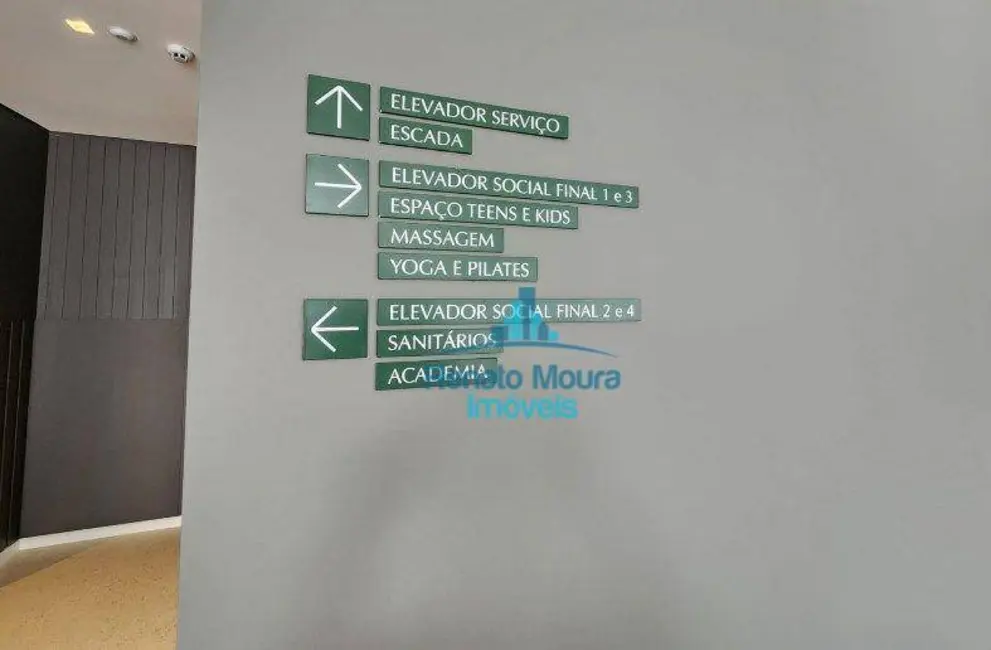 ELEVADOR SERVIÇO
ESCADA
ELEVADOR SOCIAL FINAL 1 e 3
ESPAÇO TEENS E KIDS
MASSAGEM
YOGA E PILATES
ELEVADOR SOCIAL FINAL 2 e 4
SANITÁRIOS
ACADEMIA
Renato Moura
Imóveis